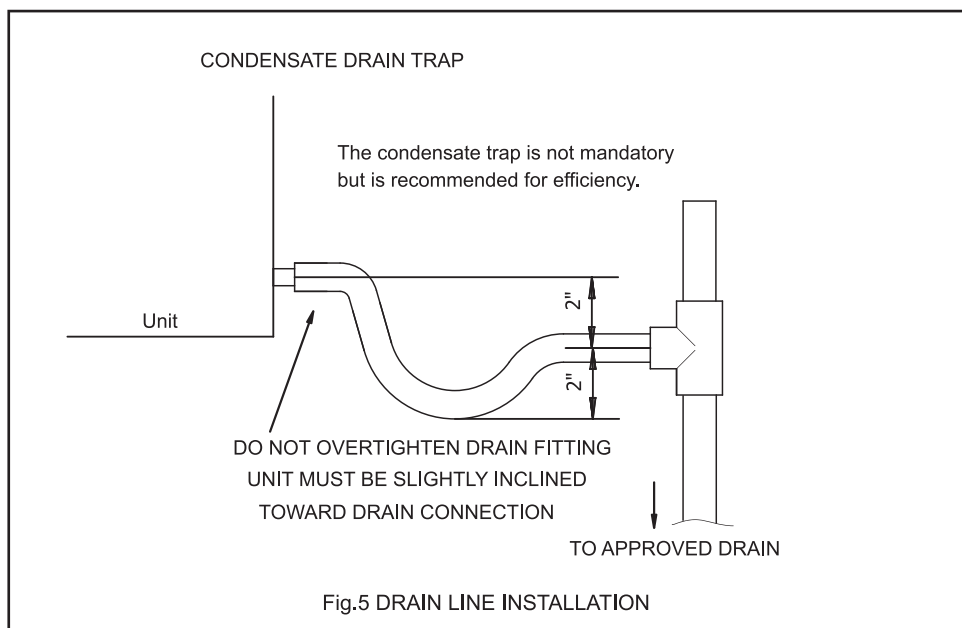 CONDENSATE DRAIN TRAP
The condensate trap is not mandatory
but is recommended for efficiency.
Unit
2"
2"
DO NOT OVERTIGHTEN DRAIN FITTING
UNIT MUST BE SLIGHTLY INCLINED
TOWARD DRAIN CONNECTION
TO APPROVED DRAIN
Fig.5 DRAIN LINE INSTALLATION